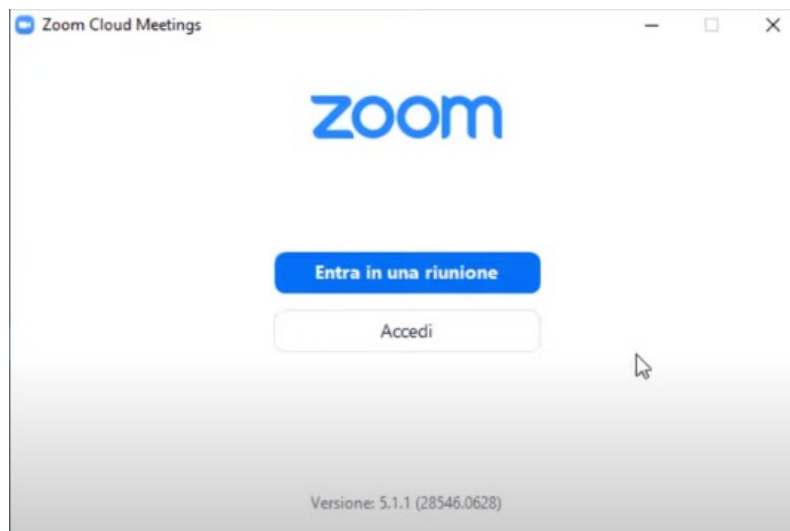 Zoom Cloud Meetings
zoom
Entra in una riunione
Accedi
Versione: 5.1.1 (28546.0628)